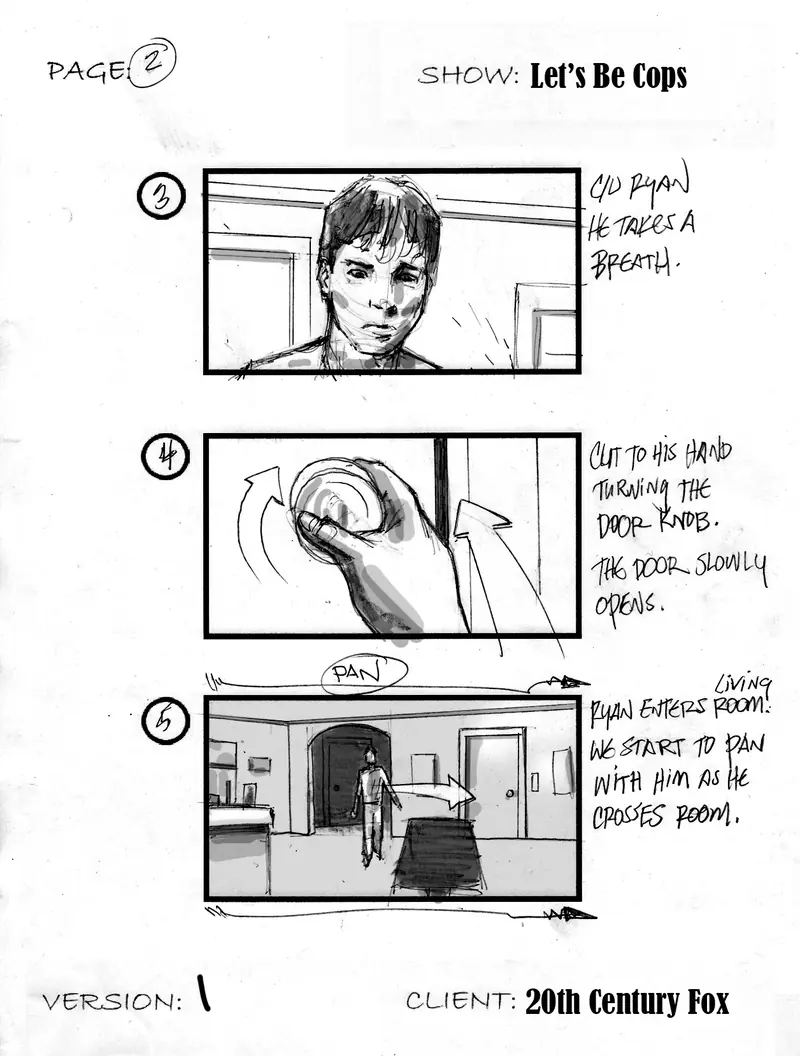 PAGE: 2
SHOW: Let's Be Cops
3
C/U RYAN
HE TAKES A
BREATH.
4
CUT TO HIS HAND
TURNING THE
DOOR KNOB.
THE DOOR SLOWLY
OPENS.
PAN
5
LIVING
RYAN ENTERS ROOM.
WE START TO PAN
WITH HIM AS HE
CROSSES ROOM.
VERSION: 1
CLIENT: 20th Century Fox